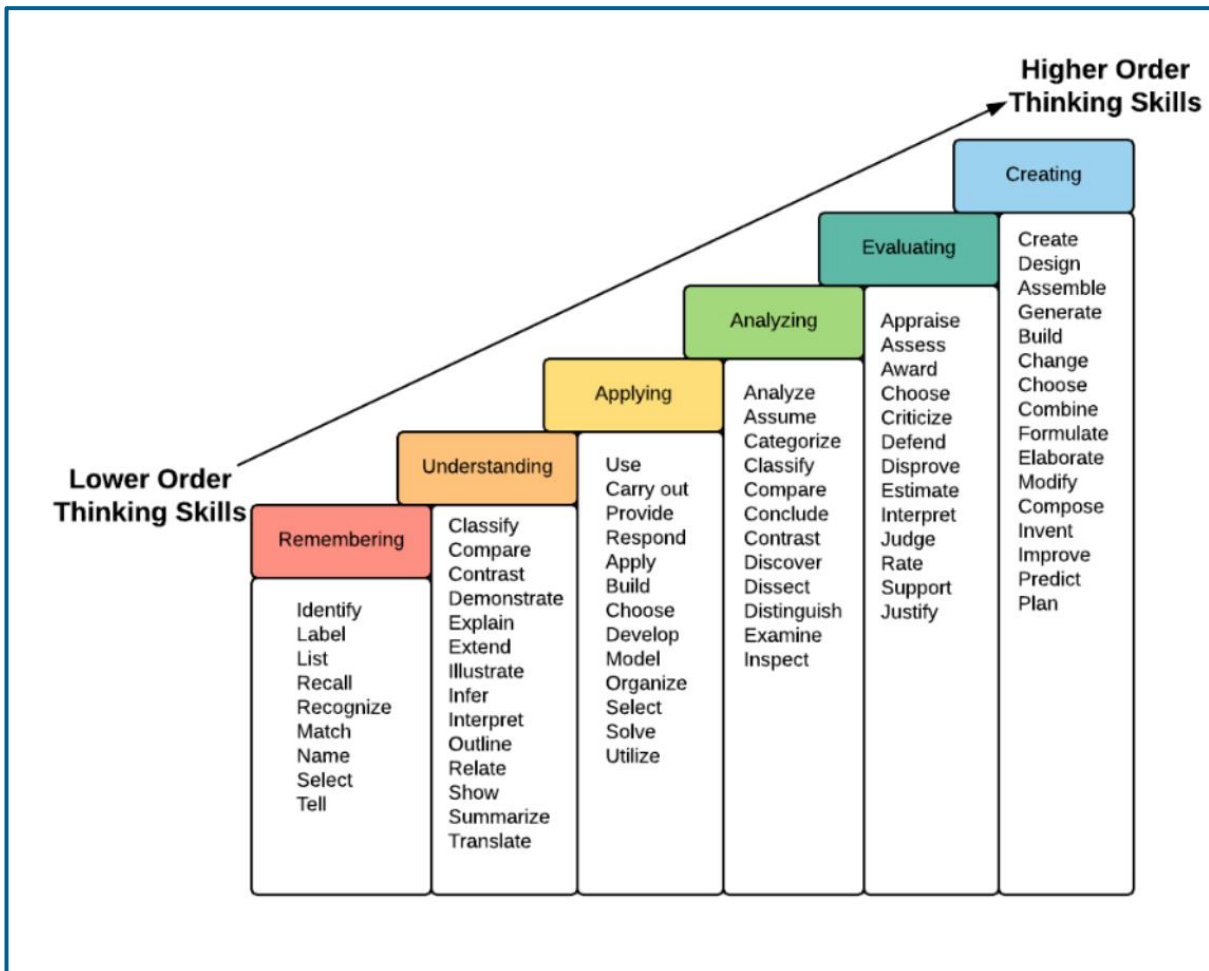 Higher Order
Thinking Skills
Creating
Create
Design
Assemble
Generate
Build
Change
Choose
Combine
Formulate
Elaborate
Modify
Compose
Invent
Improve
Predict
Plan
Evaluating
Appraise
Assess
Award
Choose
Criticize
Defend
Disprove
Estimate
Interpret
Judge
Rate
Support
Justify
Analyzing
Analyze
Assume
Categorize
Classify
Compare
Conclude
Contrast
Discover
Dissect
Distinguish
Examine
Inspect
Applying
Use
Carry out
Provide
Respond
Apply
Build
Choose
Develop
Model
Organize
Select
Solve
Utilize
Understanding
Classify
Compare
Contrast
Demonstrate
Explain
Extend
Illustrate
Infer
Interpret
Outline
Relate
Show
Summarize
Translate
Lower Order
Thinking Skills
Remembering
Identify
Label
List
Recall
Recognize
Match
Name
Select
Tell